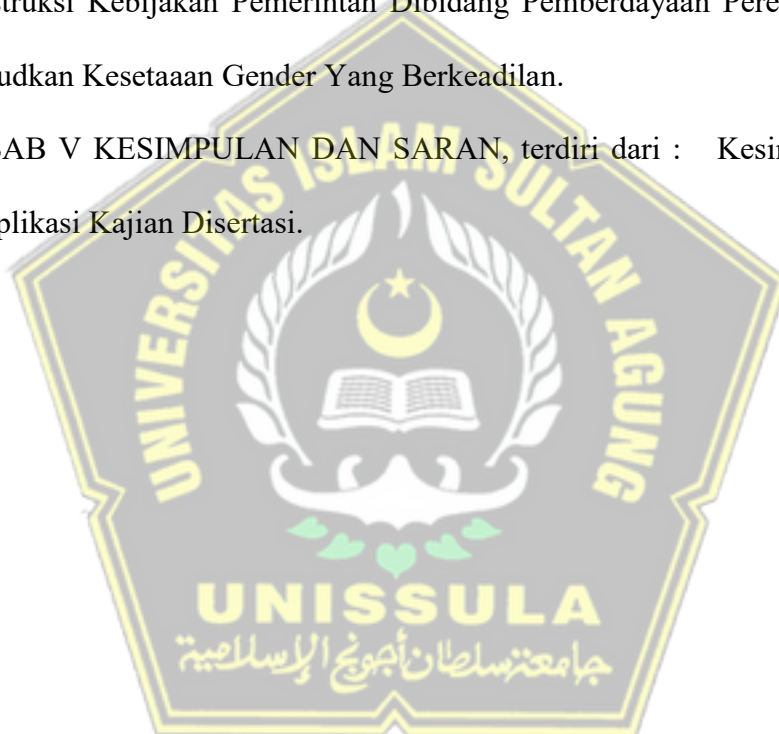 truksi Kebijakan Pemerintah Dibidang Pemberdayaan Pere
udkan Kesetaaan Gender Yang Berkeadilan.
AB V KESIMPULAN DAN SARAN, terdiri dari : Kesi
plikasi Kajian Disertasi.
UNIVERSITAS ISLAM SULTAN AGUNG
UNISSULA
جامعة سلطان أجونج الإسلامية